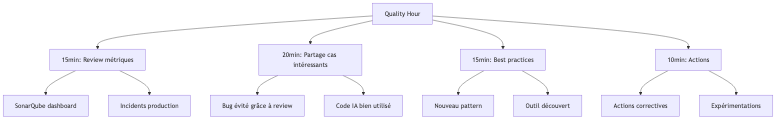 Quality Hour
15min: Review métriques
20min: Partage cas
intéressants
15min: Best practices
10min: Actions
SonarQube dashboard
Incidents production
Bug évité grâce à review
Code IA bien utilisé
Nouveau pattern
Outil découvert
Actions correctives
Expérimentations